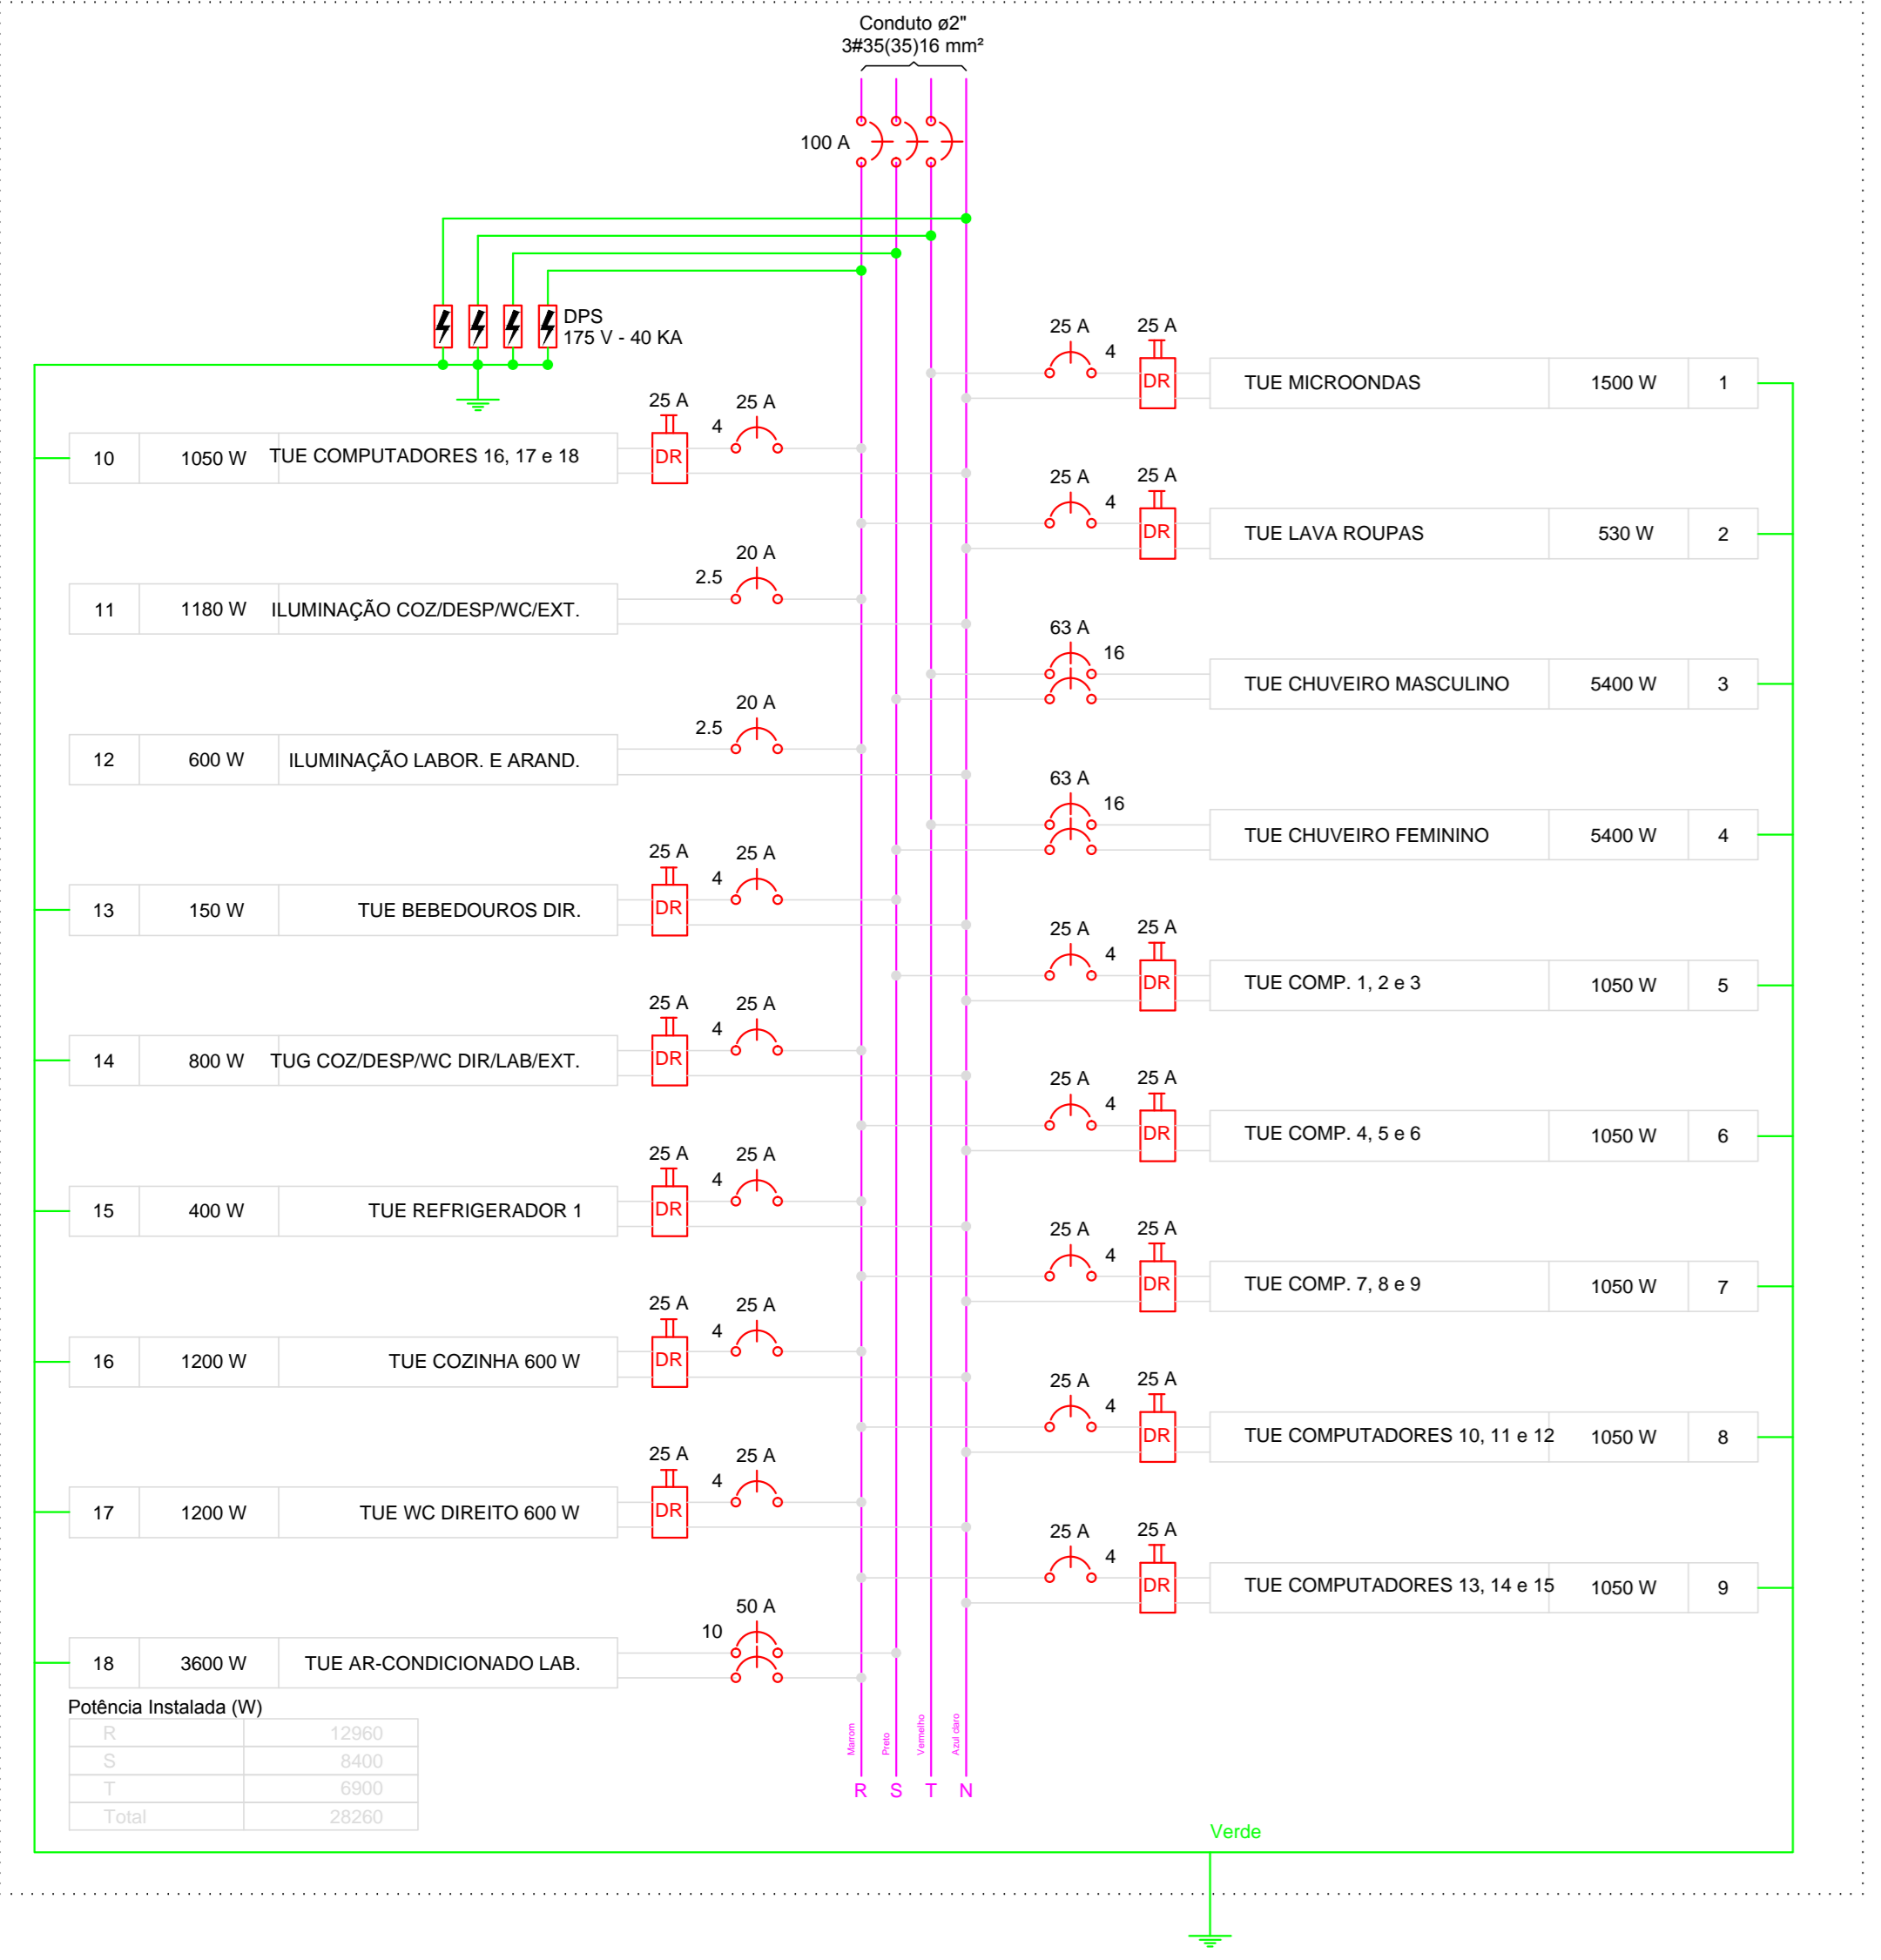 Conduto ø2"
3#35(35)16 mm²
100 A
DPS
175 V - 40 KA
25 A
4
25 A
DR
TUE MICROONDAS 1500 W 1
25 A
4
25 A
DR
TUE LAVA ROUPAS 530 W 2
63 A
16
TUE CHUVEIRO MASCULINO 5400 W 3
63 A
16
TUE CHUVEIRO FEMININO 5400 W 4
25 A
4
25 A
DR
TUE COMP. 1, 2 e 3 1050 W 5
25 A
4
25 A
DR
TUE COMP. 4, 5 e 6 1050 W 6
25 A
4
25 A
DR
TUE COMP. 7, 8 e 9 1050 W 7
25 A
4
25 A
DR
TUE COMPUTADORES 10, 11 e 12 1050 W 8
25 A
4
25 A
DR
TUE COMPUTADORES 13, 14 e 15 1050 W 9
25 A
4
25 A
DR
10 1050 W TUE COMPUTADORES 16, 17 e 18
20 A
2.5
11 1180 W ILUMINAÇÃO COZ/DESP/WC/EXT.
20 A
2.5
12 600 W ILUMINAÇÃO LABOR. E ARAND.
25 A
4
25 A
DR
13 150 W TUE BEBEDOUROS DIR.
25 A
4
25 A
DR
14 800 W TUG COZ/DESP/WC DIR/LAB/EXT.
25 A
4
25 A
DR
15 400 W TUE REFRIGERADOR 1
25 A
4
25 A
DR
16 1200 W TUE COZINHA 600 W
25 A
4
25 A
DR
17 1200 W TUE WC DIREITO 600 W
50 A
10
18 3600 W TUE AR-CONDICIONADO LAB.
Potência Instalada (W)
R 12960
S 8400
T 6900
Total 28260
Marrom
Preto
Vermelho
Azul claro
R S T N
Verde